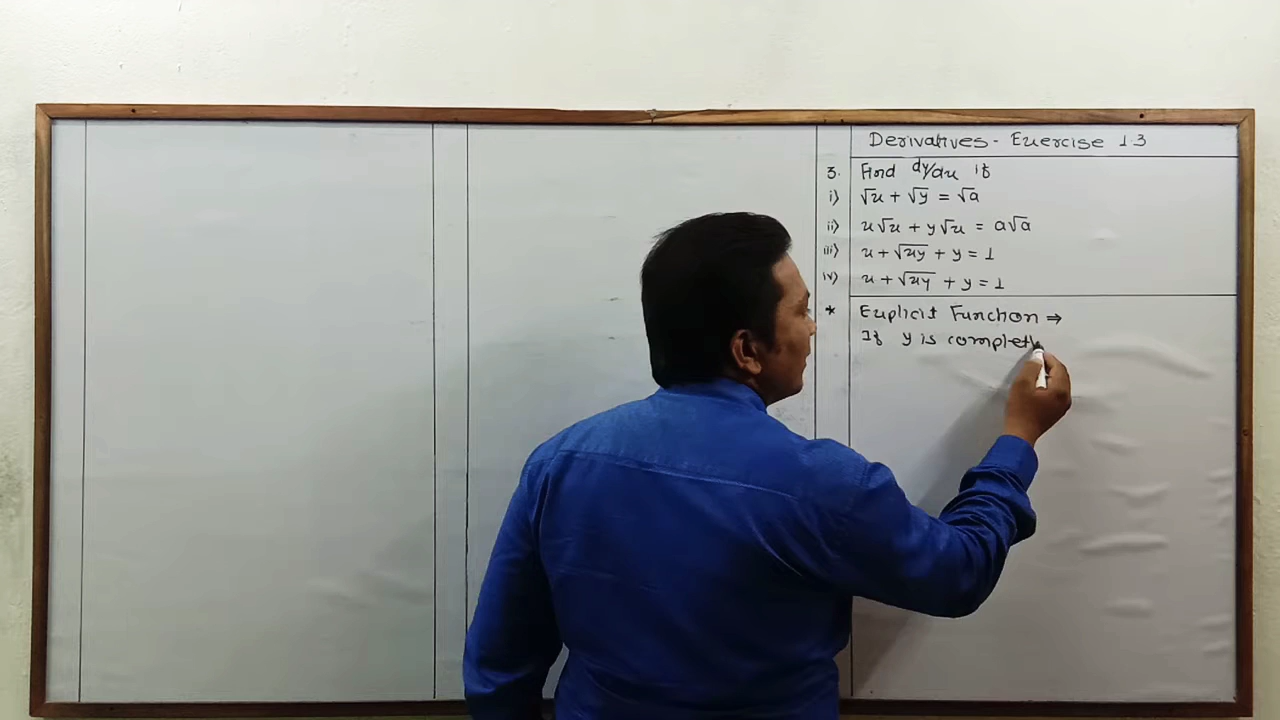 Derivatives - Exercise 1.3
3. Find dy/dx if
i) √x + √y = √a
ii) x√x + y√x = a√a
iii) x + √xy + y = 1
iv) x + √xy + y = 1
* Explicit Function ⇒
If y is complet